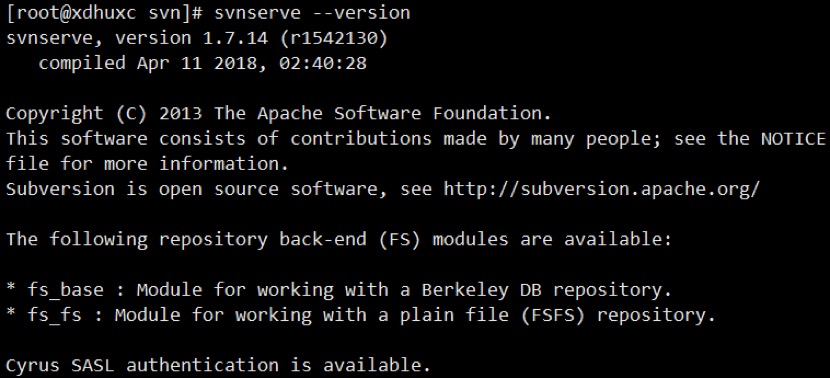 [root@xdhuxc svn]# svnserve --version
svnserve, version 1.7.14 (r1542130)
   compiled Apr 11 2018, 02:40:28
Copyright (C) 2013 The Apache Software Foundation.
This software consists of contributions made by many people; see the NOTICE
file for more information.
Subversion is open source software, see http://subversion.apache.org/
The following repository back-end (FS) modules are available:
* fs_base : Module for working with a Berkeley DB repository.
* fs_fs : Module for working with a plain file (FSFS) repository.
Cyrus SASL authentication is available.